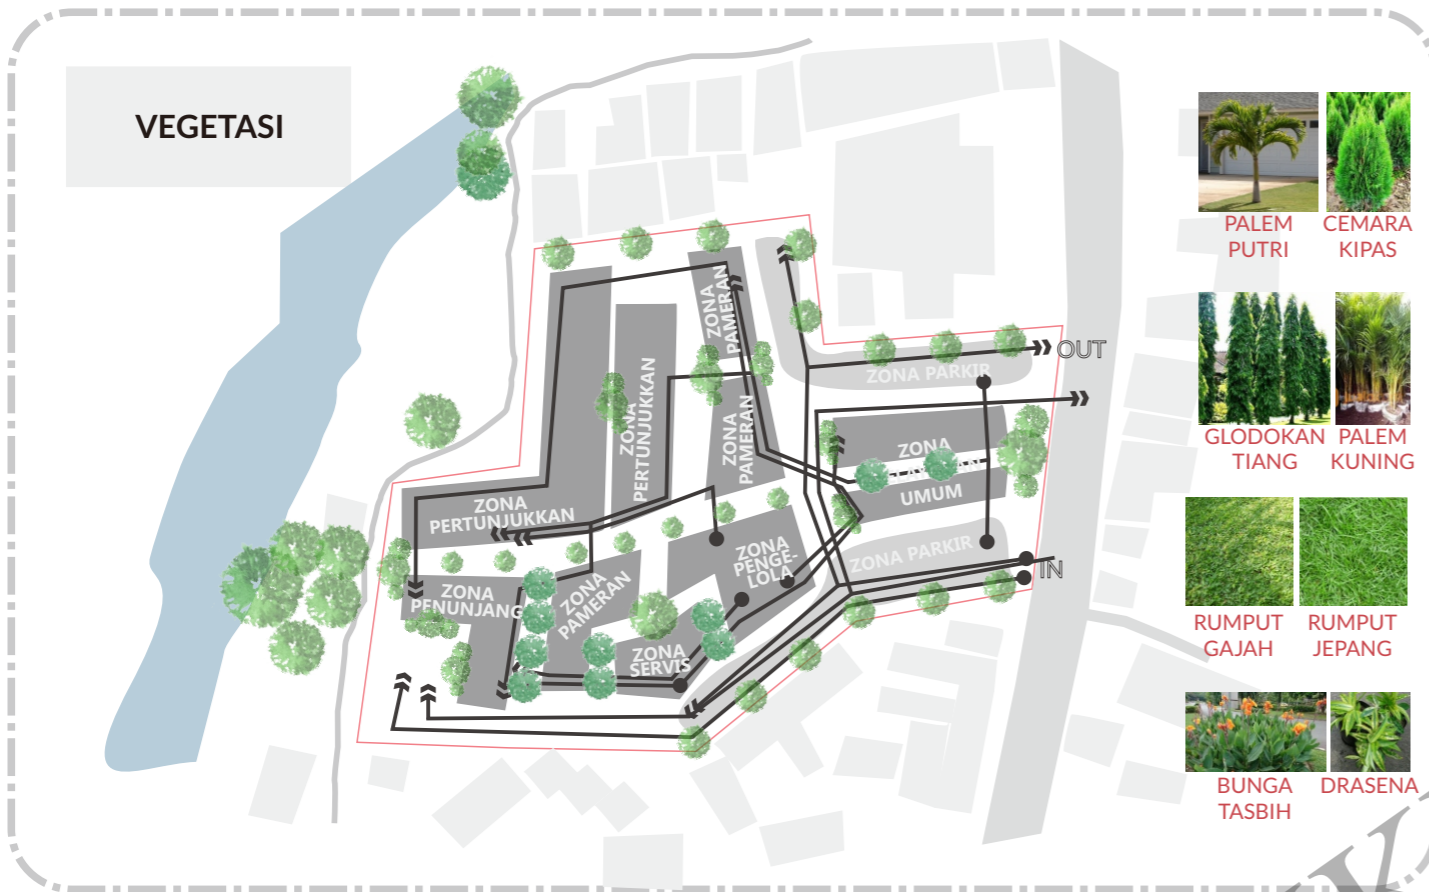 VEGETASI
PALEM
PUTRI
CEMARA
KIPAS
GLODOKAN
TIANG
PALEM
KUNING
RUMPUT
GAJAH
RUMPUT
JEPANG
BUNGA
TASBIH
DRASENA
ZONA
PAMERAN
OUT
ZONA PARKIR
ZONA
PERTUNJUKKAN
ZONA
PAMERAN
ZONA
UMUM
ZONA
PERTUNJUKKAN
ZONA PARKIR
IN
ZONA
PENGE-
LOLA
ZONA
PENUNJANG
ZONA
PAMERAN
ZONA
SERVIS
K